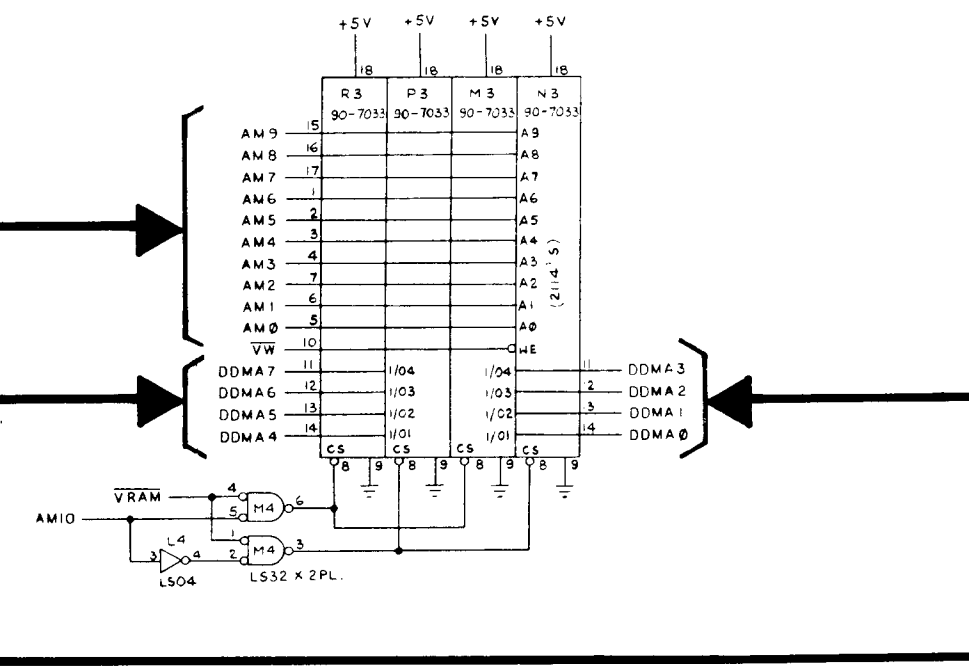 +5V +5V +5V +5V
18 18 18 18
R3 P3 M3 N3
90-7033 90-7033 90-7033 90-7033
AM9 15 A9
AM8 16 A8
AM7 17 A7
AM6 1 A6
AM5 2 A5
AM4 3 A4
AM3 4 A3
AM2 7 A2
AM1 6 A1
AMØ 5 AØ
(2114'S)
VW 10 WE
DDMA7 11 I/O4 I/O4 11 DDMA3
DDMA6 12 I/O3 I/O3 2 DDMA2
DDMA5 13 I/O2 I/O2 3 DDMA1
DDMA4 14 I/O1 I/O1 14 DDMAØ
CS CS CS CS
8 9 8 9 8 9 8 9
VRAM 4 M4 6
AM10 5
L4 1 M4 3
3 4 2
LS04 LS32 X 2PL.